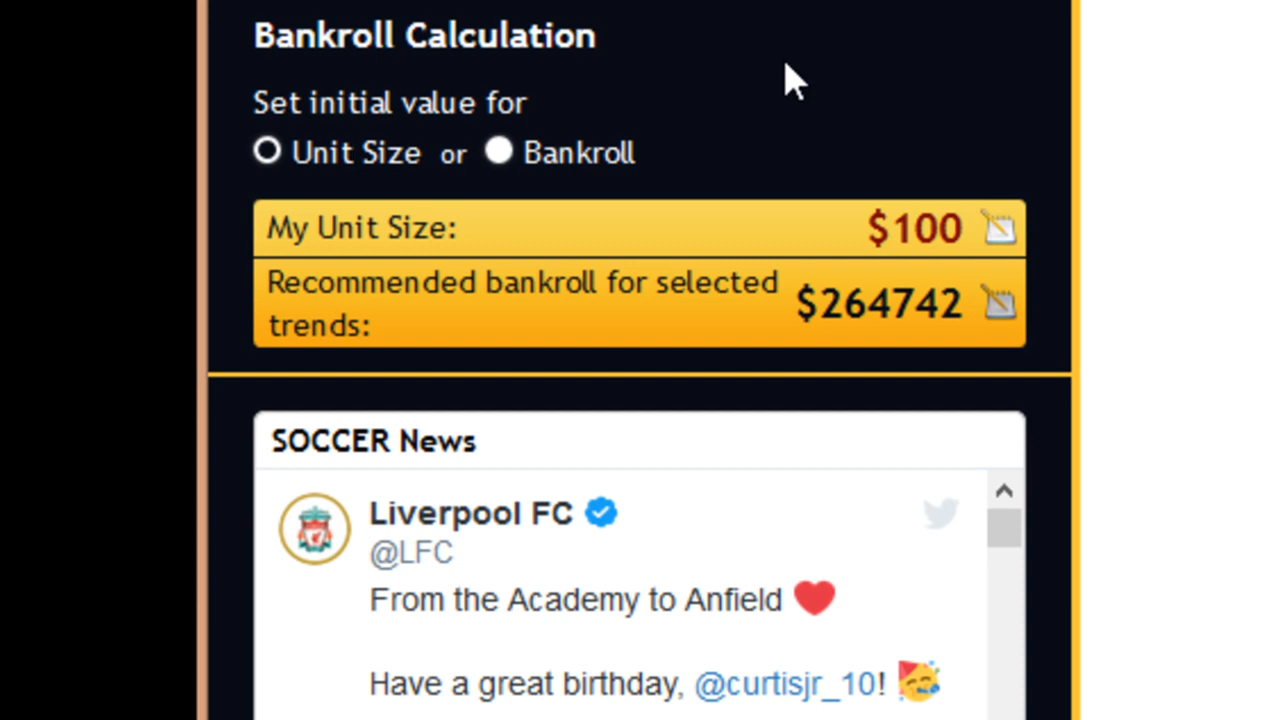 Bankroll Calculation
Set initial value for
Unit Size or Bankroll
My Unit Size: $100
Recommended bankroll for selected
trends: $264742
SOCCER News
Liverpool FC
@LFC
From the Academy to Anfield ❤️
Have a great birthday, @curtisjr_10! 🥳